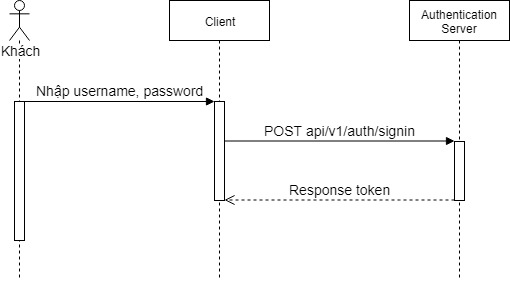 Khách
Client
Authentication
Server
Nhập username, password
POST api/v1/auth/signin
Response token